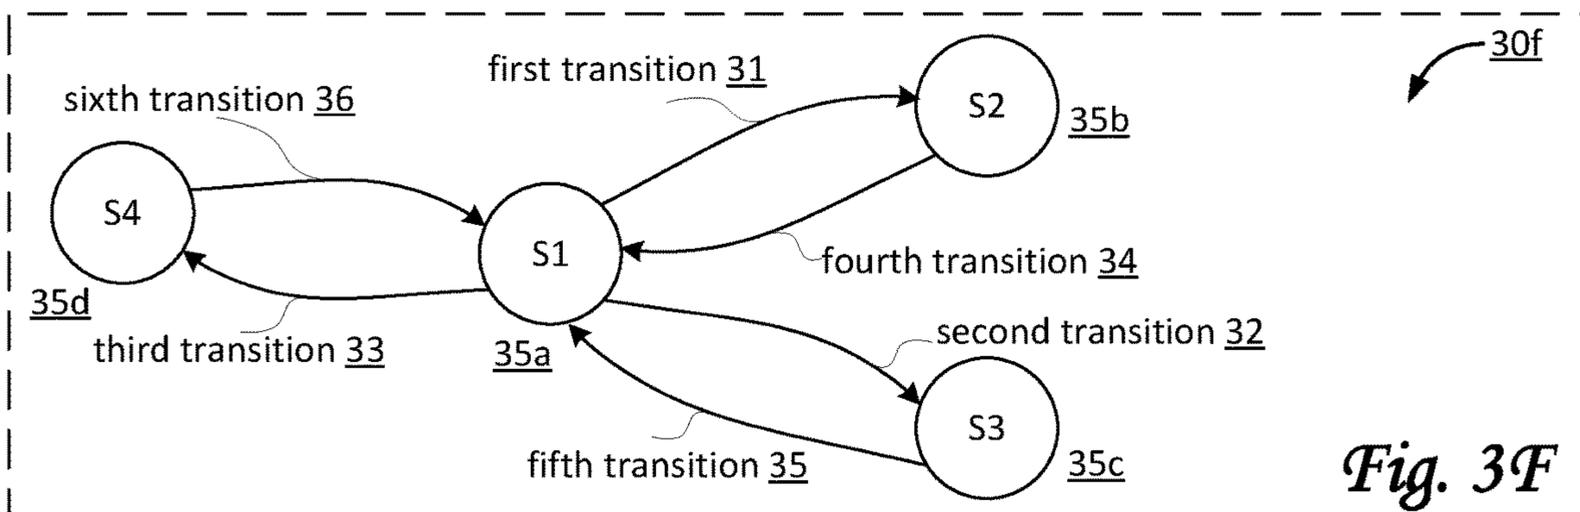 30f
first transition 31
sixth transition 36
S2
35b
S4
S1
fourth transition 34
35d
second transition 32
third transition 33
35a
S3
fifth transition 35
35c
Fig. 3F